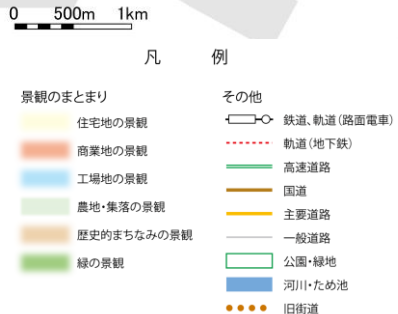 0 500m 1km
凡 例
景観のまとまり
住宅地の景観
商業地の景観
工場地の景観
農地・集落の景観
歴史的まちなみの景観
緑の景観
その他
鉄道、軌道(路面電車)
軌道(地下鉄)
高速道路
国道
主要道路
一般道路
公園・緑地
河川・ため池
旧街道